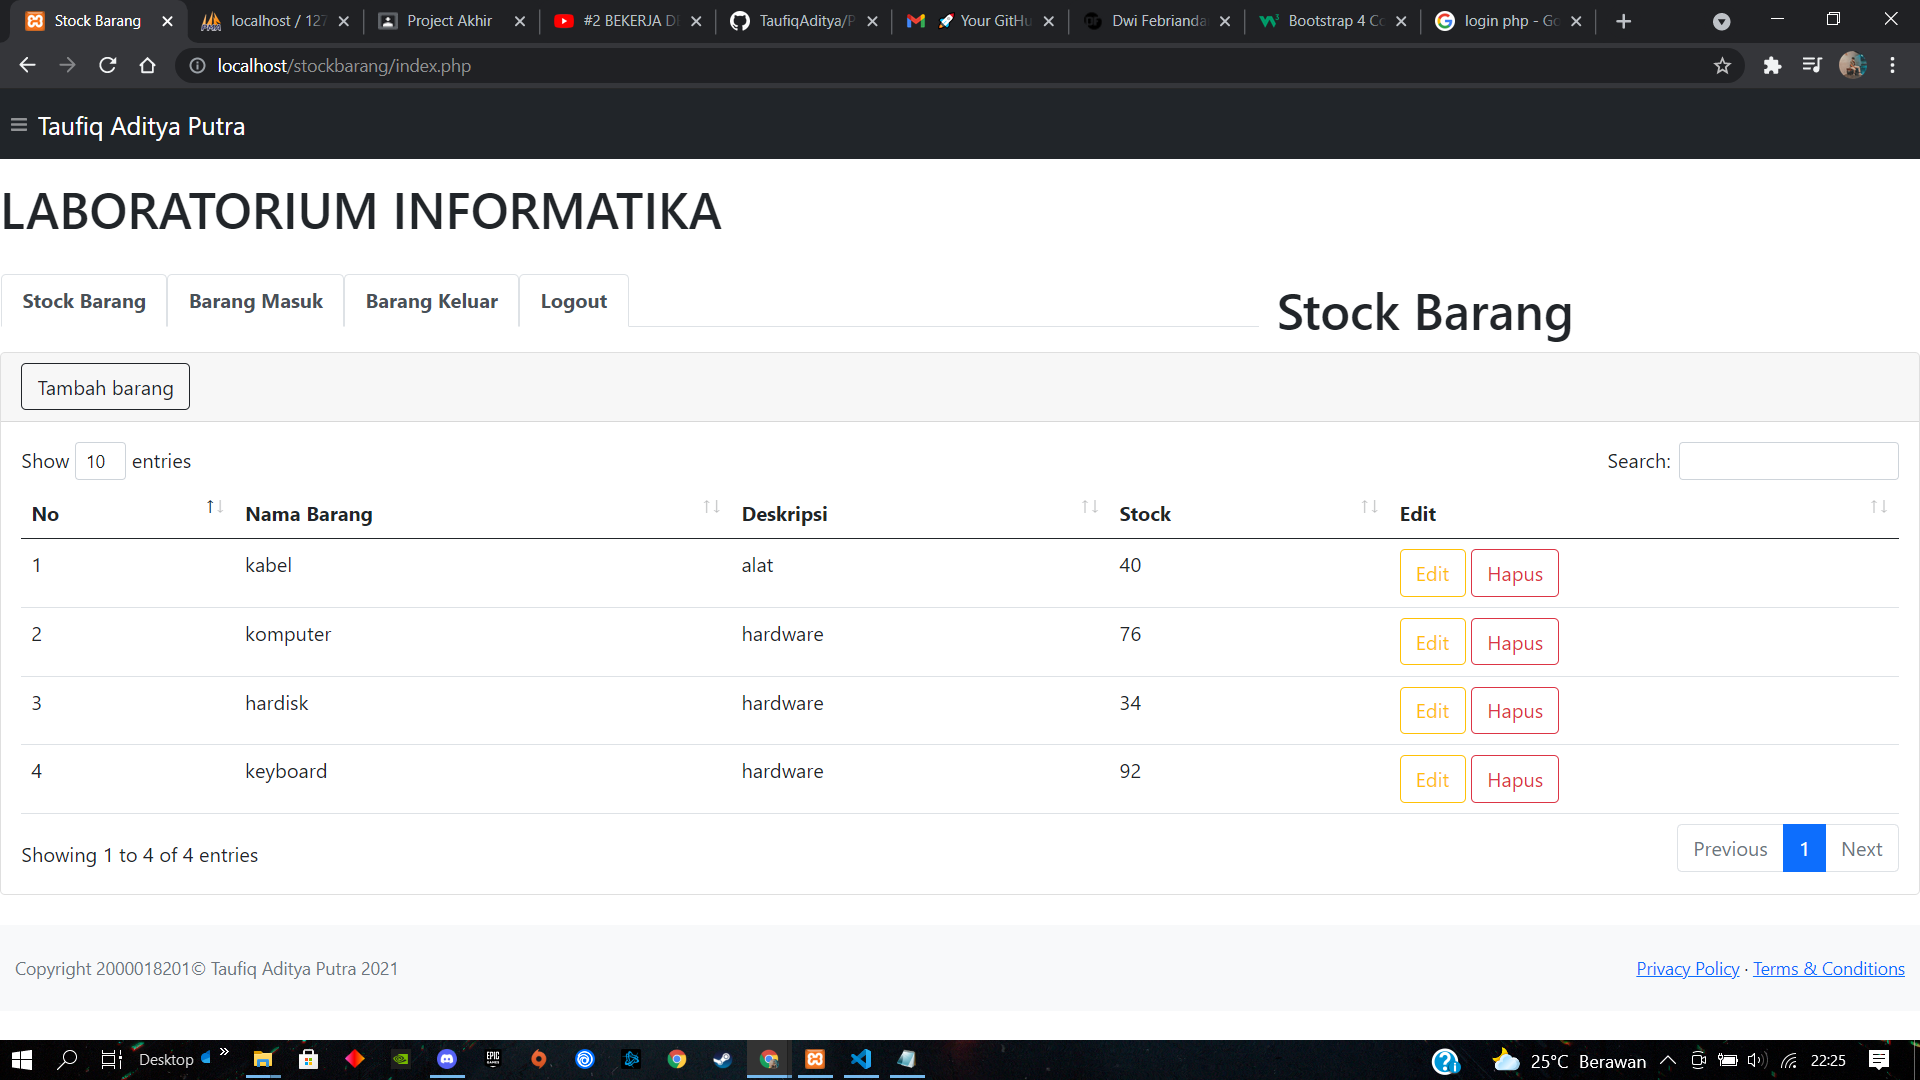 Stock Barang
localhost / 127
Project Akhir
#2 BEKERJA DE
TaufiqAditya/P
🚀 Your GitHu
Dwi Febrianda
Bootstrap 4 Co
login php - Go
localhost/stockbarang/index.php
Taufiq Aditya Putra
LABORATORIUM INFORMATIKA
Stock Barang Barang Masuk Barang Keluar Logout
Stock Barang
Tambah barang
Show 10 entries Search:
No Nama Barang Deskripsi Stock Edit
1 kabel alat 40 Edit Hapus
2 komputer hardware 76 Edit Hapus
3 hardisk hardware 34 Edit Hapus
4 keyboard hardware 92 Edit Hapus
Showing 1 to 4 of 4 entries Previous 1 Next
Copyright 2000018201© Taufiq Aditya Putra 2021 Privacy Policy · Terms & Conditions
Desktop » EPIC GAMES 25°C Berawan 22:25